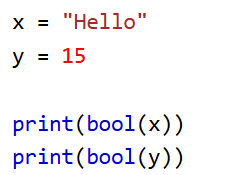 x = "Hello"
y = 15

print(bool(x))
print(bool(y))